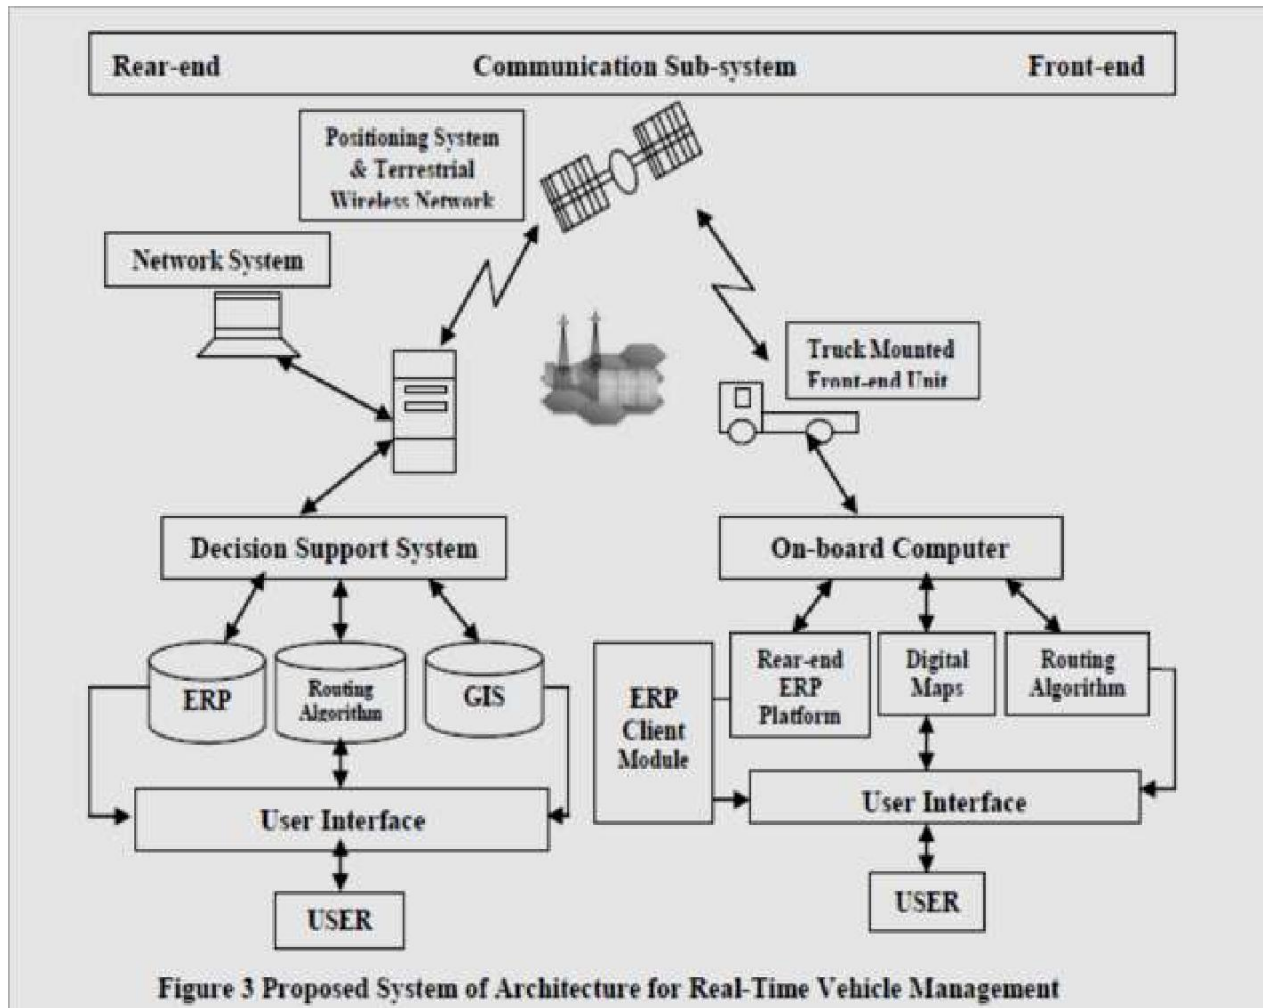 Rear-end Communication Sub-system Front-end
Positioning System
& Terrestrial
Wireless Network
Network System
Truck Mounted
Front-end Unit
Decision Support System
On-board Computer
ERP
Routing
Algorithm
GIS
ERP
Client
Module
Rear-end
ERP
Platform
Digital
Maps
Routing
Algorithm
User Interface
User Interface
USER
USER
Figure 3 Proposed System of Architecture for Real-Time Vehicle Management